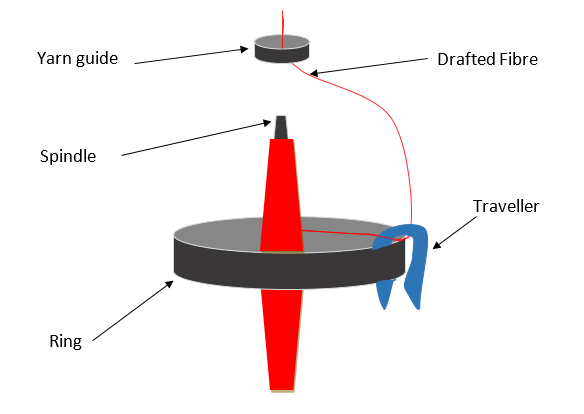 Yarn guide
Drafted Fibre
Spindle
Traveller
Ring